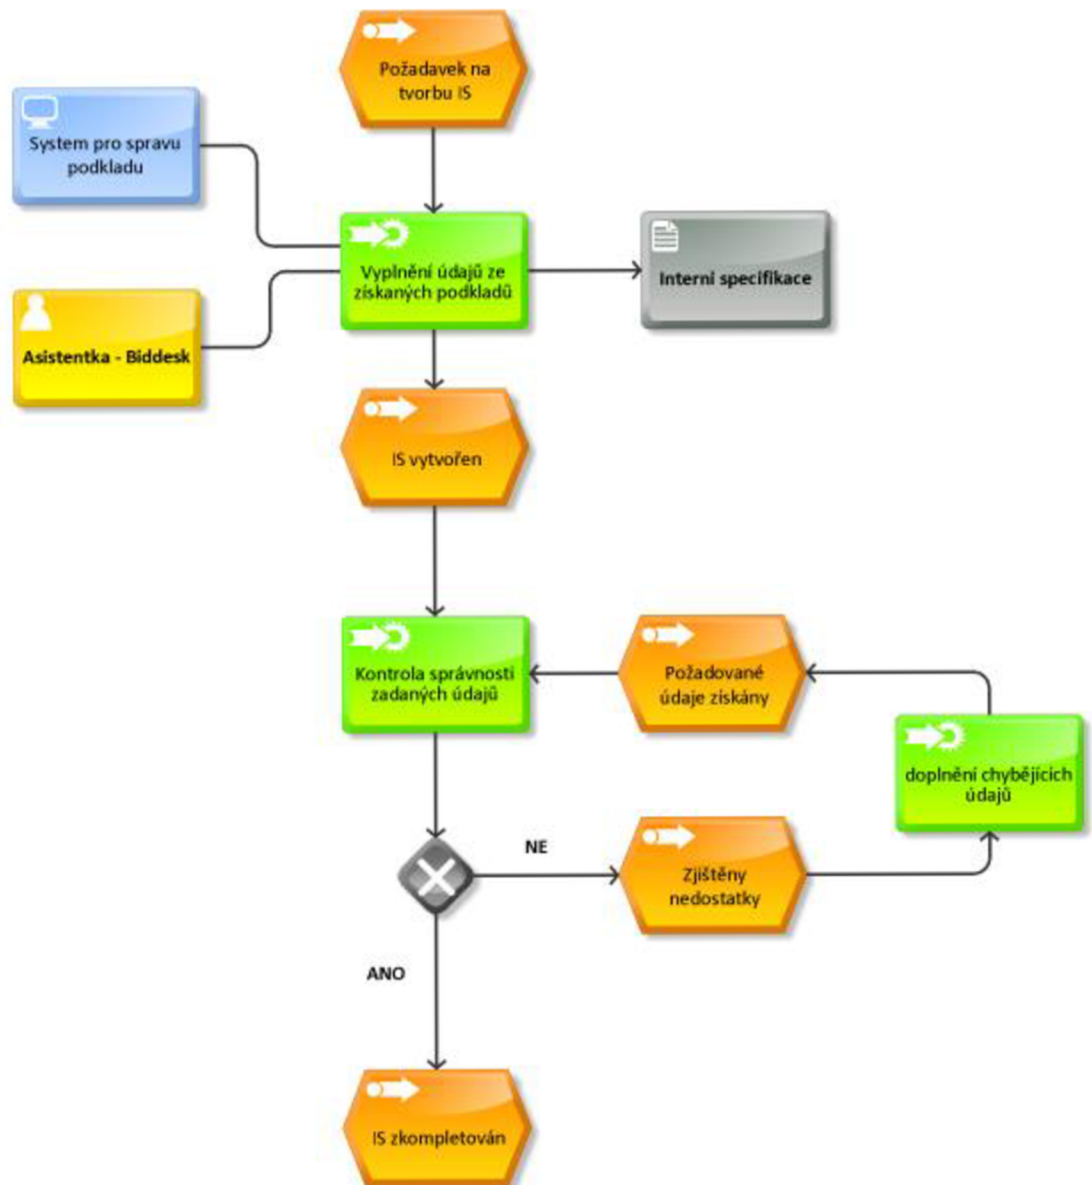 Požadavek na
tvorbu IS
System pro spravu
podkladu
Vyplnění údajů ze
získaných podkladů
Interní specifikace
Asistentka - Biddesk
IS vytvořen
Kontrola správnosti
zadaných údajů
Požadované
údaje získány
doplnění chybějících
údajů
NE
Zjištěny
nedostatky
ANO
IS zkompletován